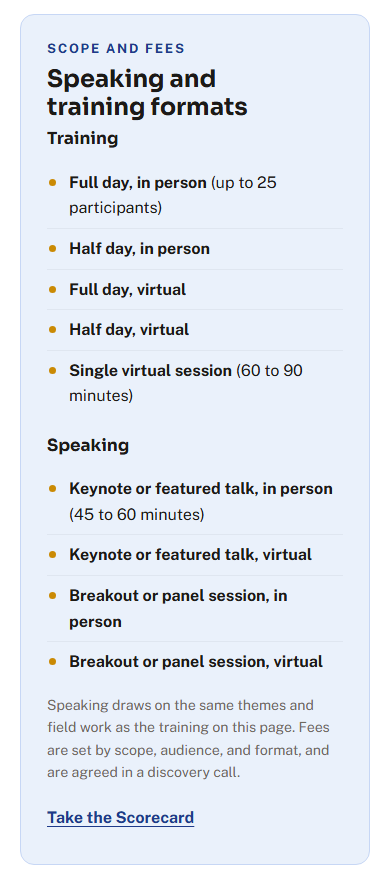 SCOPE AND FEES
Speaking and
training formats
Training
Full day, in person (up to 25
participants)
Half day, in person
Full day, virtual
Half day, virtual
Single virtual session (60 to 90
minutes)
Speaking
Keynote or featured talk, in person
(45 to 60 minutes)
Keynote or featured talk, virtual
Breakout or panel session, in
person
Breakout or panel session, virtual
Speaking draws on the same themes and
field work as the training on this page. Fees
are set by scope, audience, and format, and
are agreed in a discovery call.
Take the Scorecard